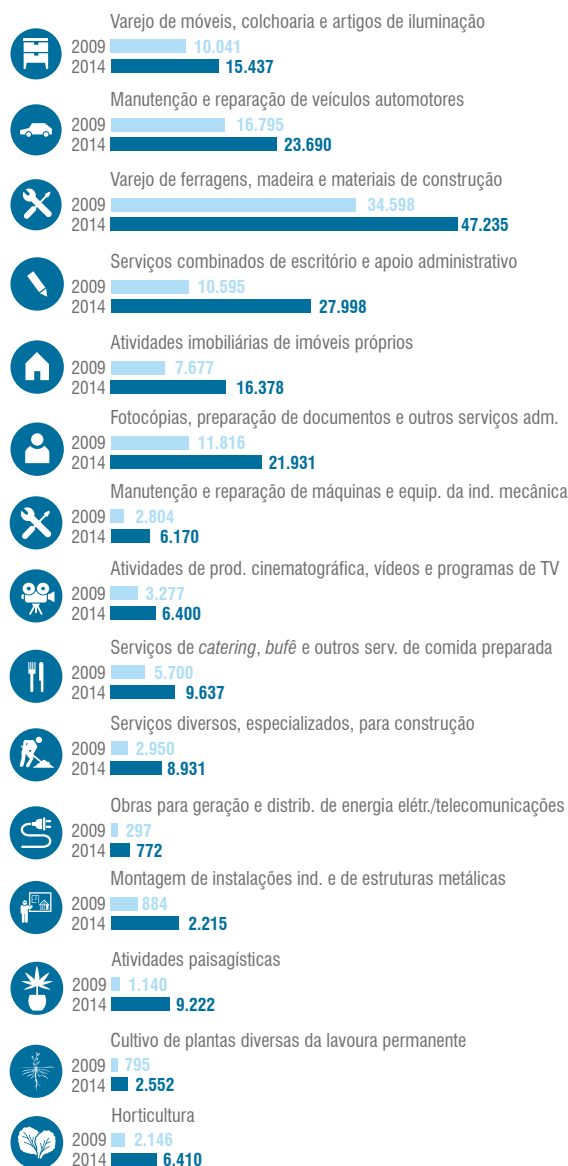 Varejo de móveis, colchoaria e artigos de iluminação
2009 10.041
2014 15.437
Manutenção e reparação de veículos automotores
2009 16.795
2014 23.690
Varejo de ferragens, madeira e materiais de construção
2009 34.598
2014 47.235
Serviços combinados de escritório e apoio administrativo
2009 10.595
2014 27.998
Atividades imobiliárias de imóveis próprios
2009 7.677
2014 16.378
Fotocópias, preparação de documentos e outros serviços adm.
2009 11.816
2014 21.931
Manutenção e reparação de máquinas e equip. da ind. mecânica
2009 2.804
2014 6.170
Atividades de prod. cinematográfica, vídeos e programas de TV
2009 3.277
2014 6.400
Serviços de catering, bufê e outros serv. de comida preparada
2009 5.700
2014 9.637
Serviços diversos, especializados, para construção
2009 2.950
2014 8.931
Obras para geração e distrib. de energia elétr./telecomunicações
2009 297
2014 772
Montagem de instalações ind. e de estruturas metálicas
2009 884
2014 2.215
Atividades paisagísticas
2009 1.140
2014 9.222
Cultivo de plantas diversas da lavoura permanente
2009 795
2014 2.552
Horticultura
2009 2.146
2014 6.410